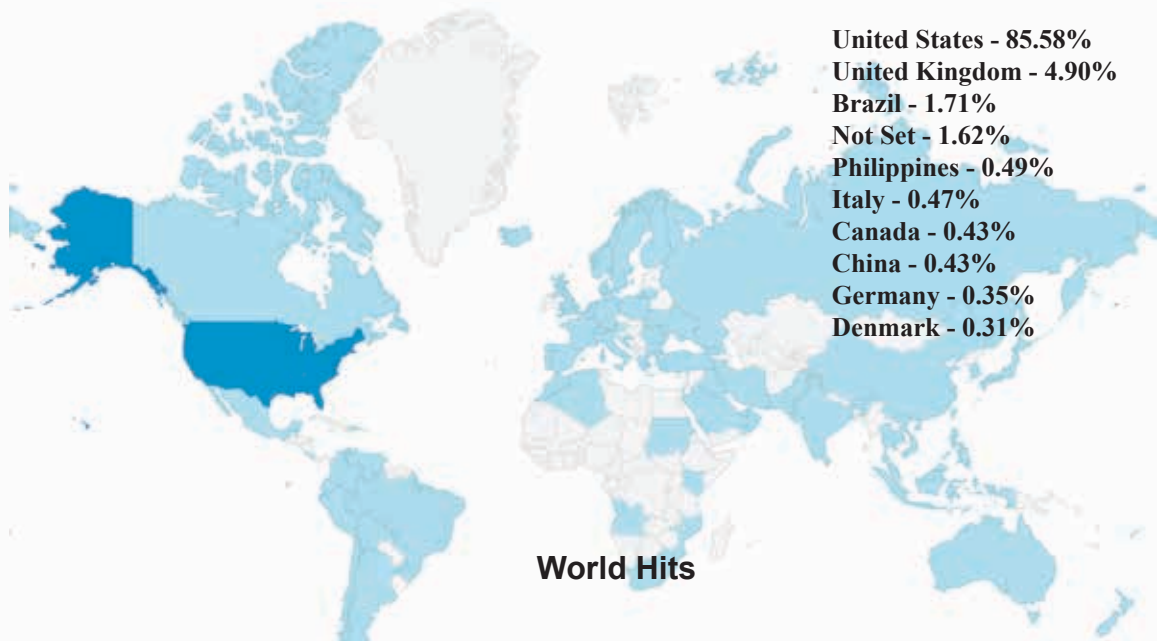 United States - 85.58%
United Kingdom - 4.90%
Brazil - 1.71%
Not Set - 1.62%
Philippines - 0.49%
Italy - 0.47%
Canada - 0.43%
China - 0.43%
Germany - 0.35%
Denmark - 0.31%
World Hits